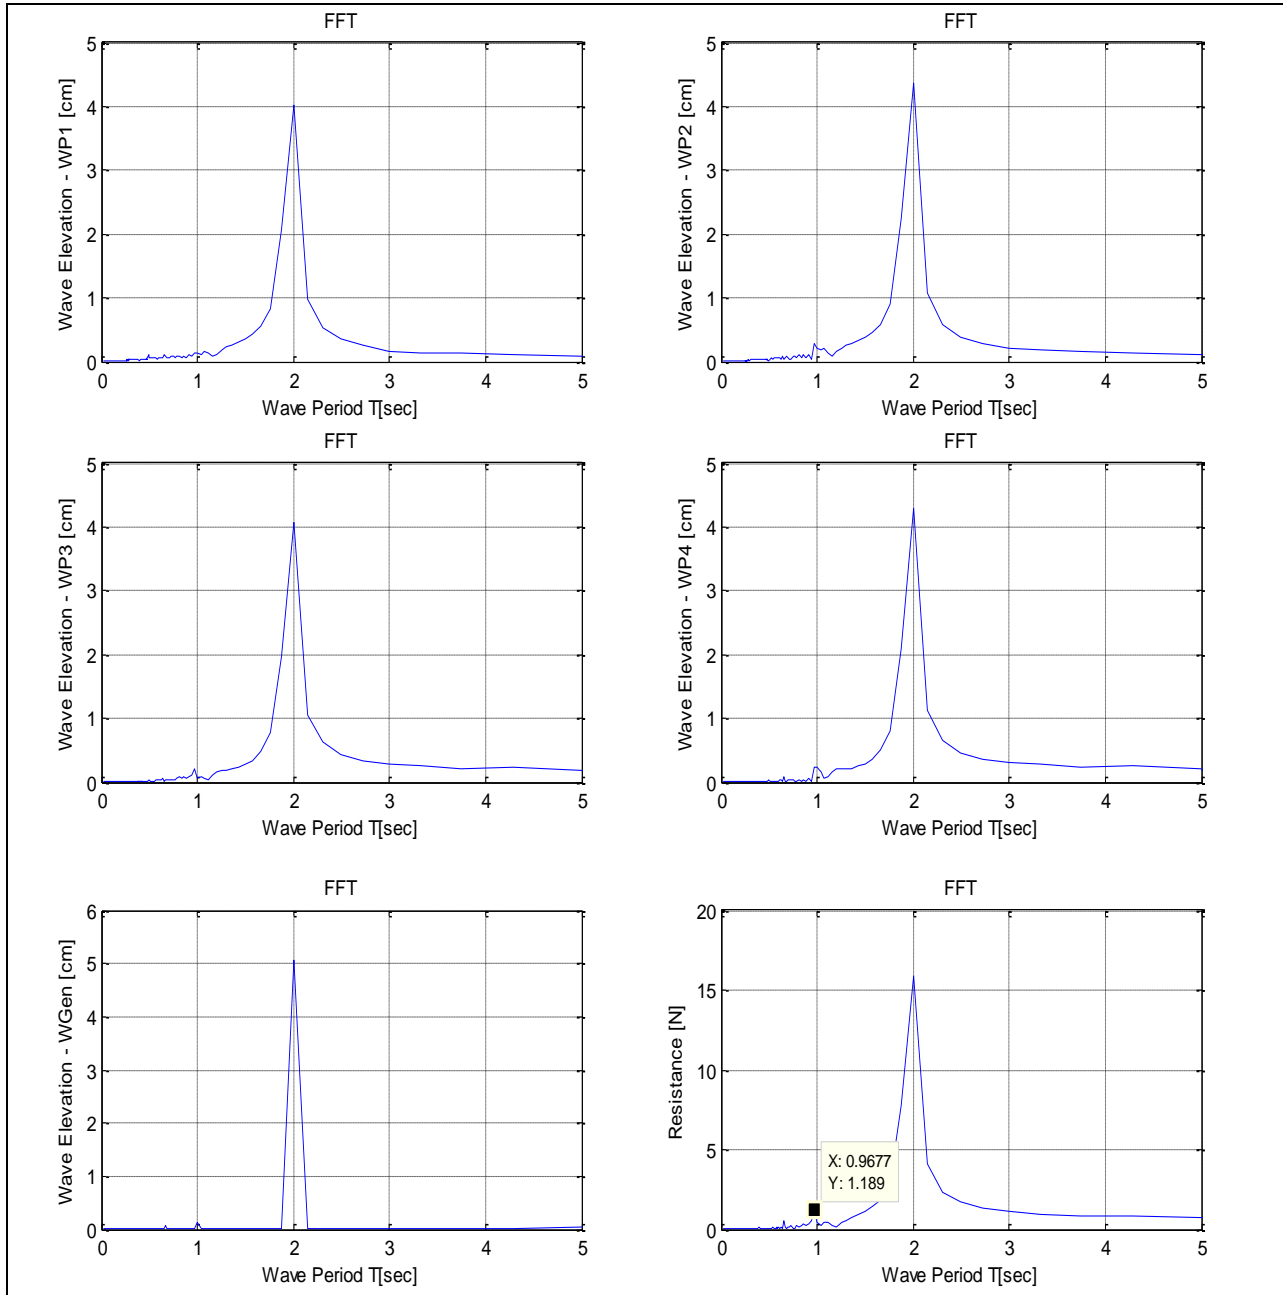 FFT
Wave Elevation - WP1 [cm]
5
4
3
2
1
0
0 1 2 3 4 5
Wave Period T[sec]
FFT
Wave Elevation - WP2 [cm]
5
4
3
2
1
0
0 1 2 3 4 5
Wave Period T[sec]
FFT
Wave Elevation - WP3 [cm]
5
4
3
2
1
0
0 1 2 3 4 5
Wave Period T[sec]
FFT
Wave Elevation - WP4 [cm]
5
4
3
2
1
0
0 1 2 3 4 5
Wave Period T[sec]
FFT
Wave Elevation - WGen [cm]
6
5
4
3
2
1
0
0 1 2 3 4 5
Wave Period T[sec]
FFT
Resistance [N]
20
15
10
5
0
X: 0.9677
Y: 1.189
0 1 2 3 4 5
Wave Period T[sec]